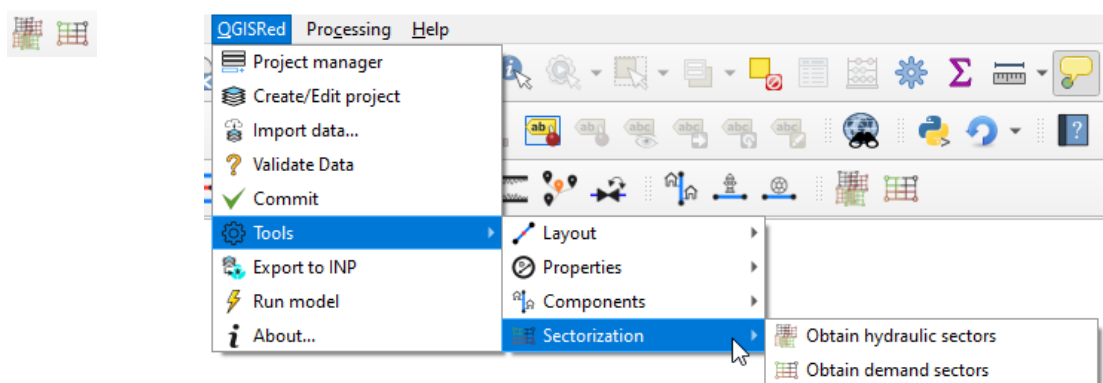 QGISRed Processing Help
Project manager
Create/Edit project
Import data...
Validate Data
Commit
Tools
Export to INP
Run model
About...
Layout
Properties
Components
Sectorization
Obtain hydraulic sectors
Obtain demand sectors